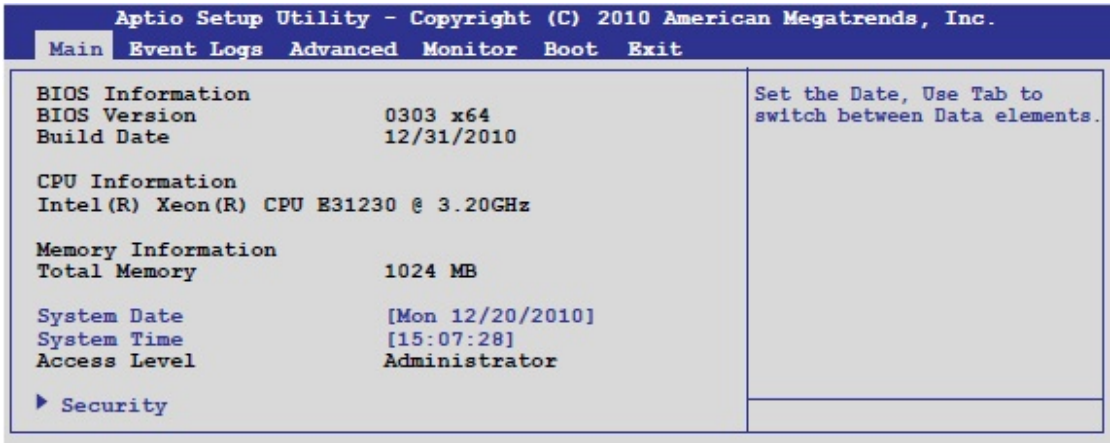 Aptio Setup Utility - Copyright (C) 2010 American Megatrends, Inc.
Main Event Logs Advanced Monitor Boot Exit
BIOS Information
BIOS Version 0303 x64
Build Date 12/31/2010
CPU Information
Intel(R) Xeon(R) CPU E31230 @ 3.20GHz
Memory Information
Total Memory 1024 MB
System Date [Mon 12/20/2010]
System Time [15:07:28]
Access Level Administrator
Security
Set the Date, Use Tab to
switch between Data elements.